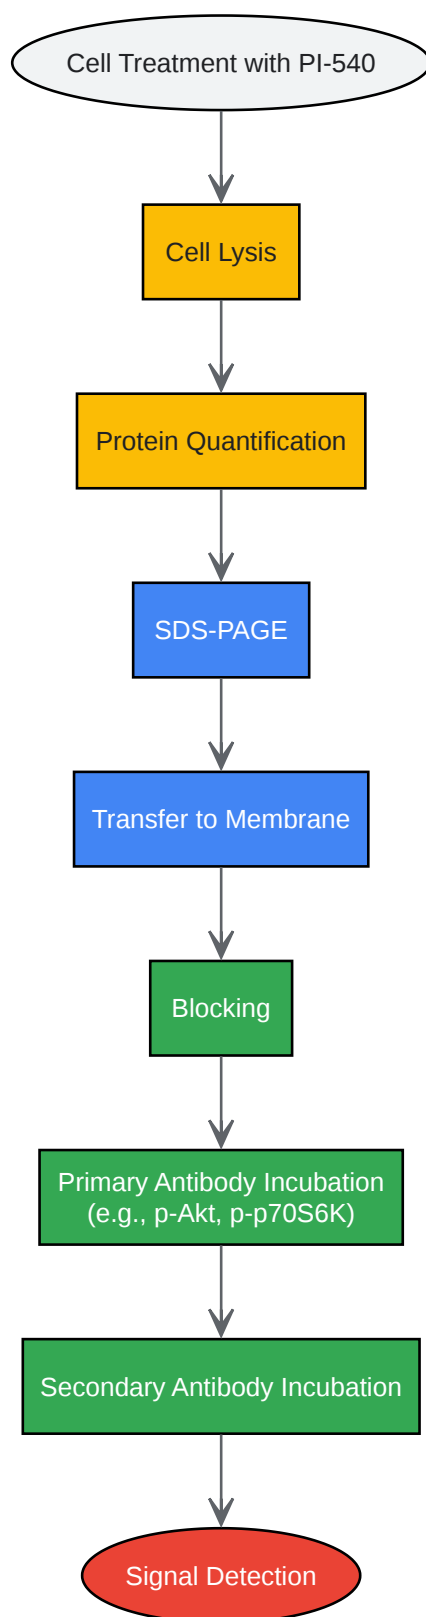 Cell Treatment with PI-540
Cell Lysis
Protein Quantification
SDS-PAGE
Transfer to Membrane
Blocking
Primary Antibody Incubation
(e.g., p-Akt, p-p70S6K)
Secondary Antibody Incubation
Signal Detection